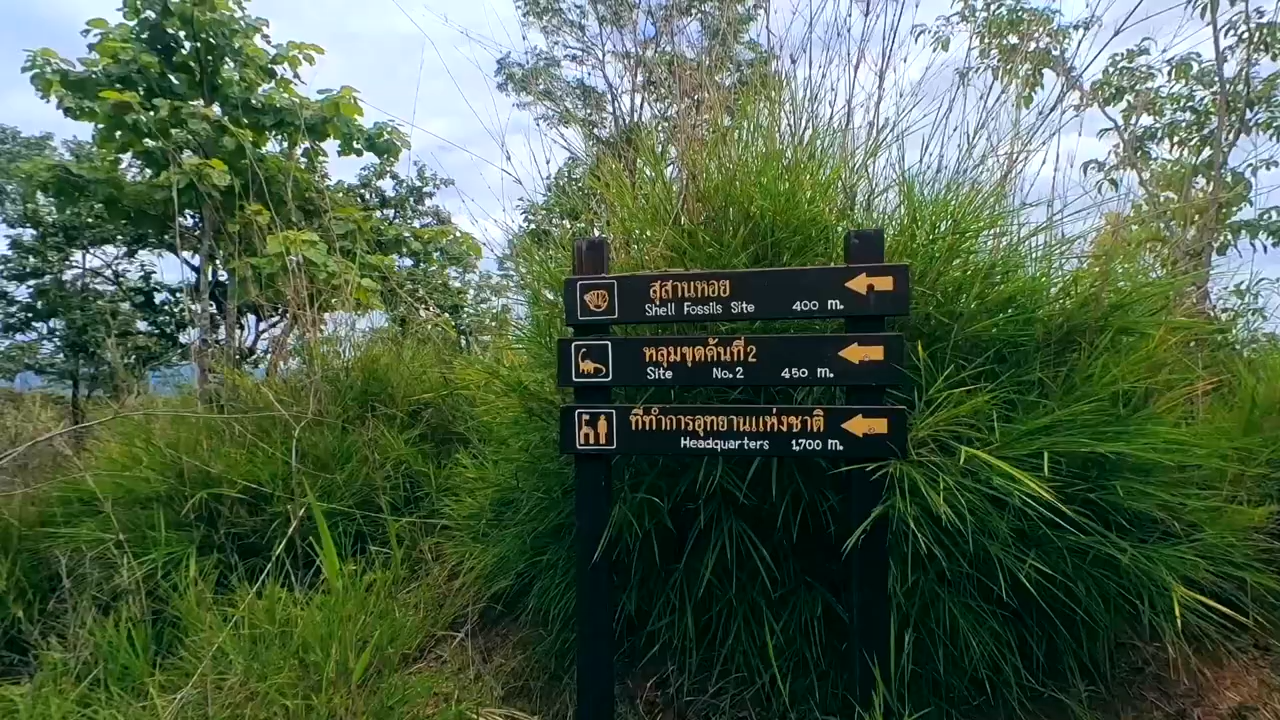 สุสานหอย
Shell Fossils Site 400 m.
หลุมขุดค้นที่ 2
Site No. 2 450 m.
ที่ทำการอุทยานแห่งชาติ
Headquarters 1,700 m.